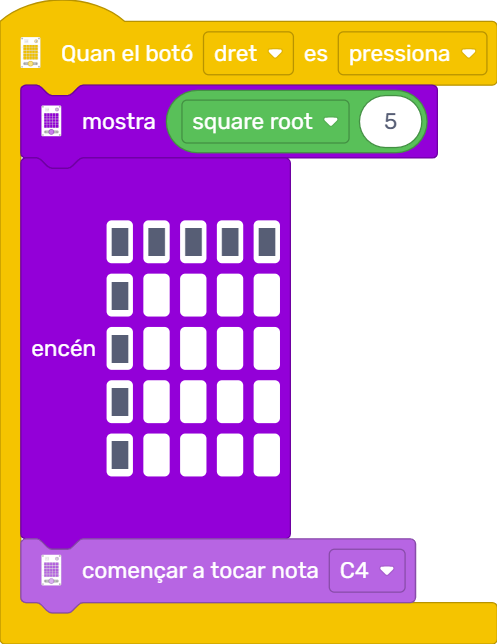 Quan el botó dret es pressiona
mostra square root 5
encén
començar a tocar nota C4